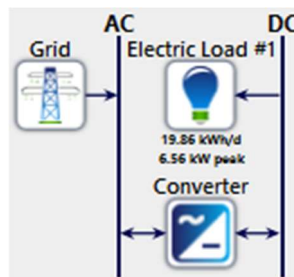 AC DC
Grid Electric Load #1
19.86 kWh/d
6.56 kW peak
Converter